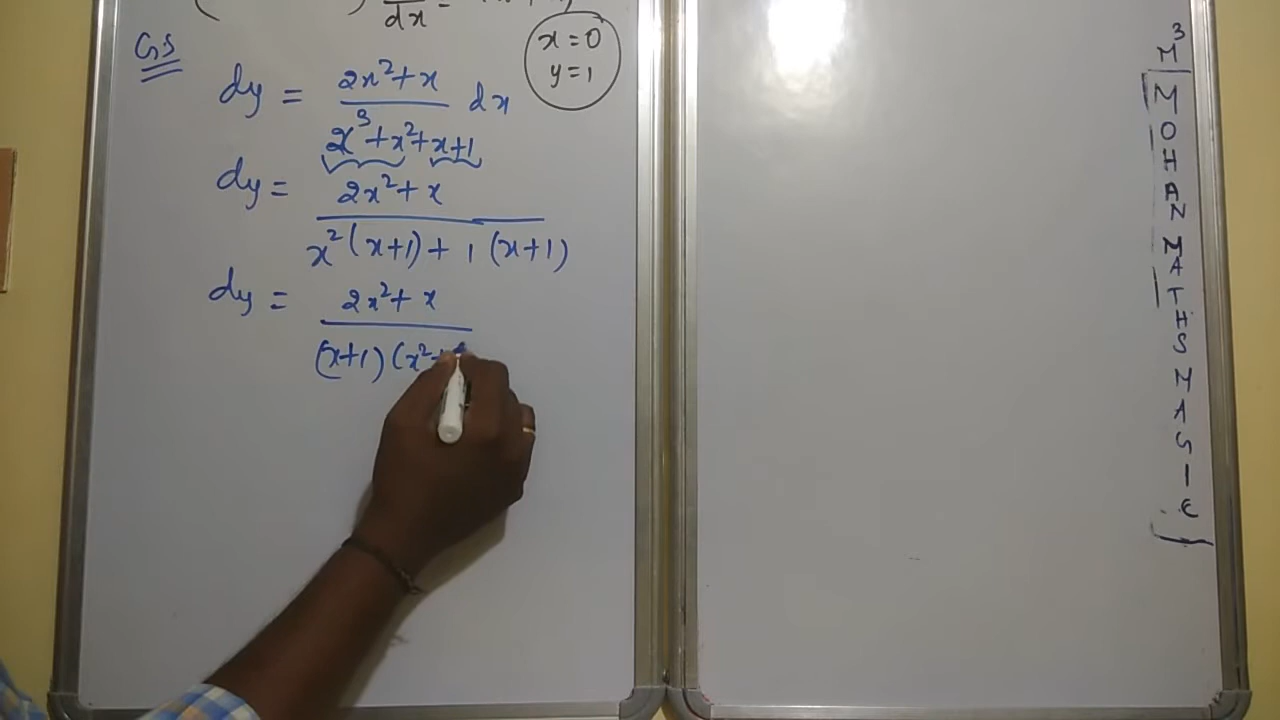 dx =
GS
x = 0
y = 1
dy = 2x² + x / x³ + x² + x + 1 dx
dy = 2x² + x / x² (x+1) + 1 (x+1)
dy = 2x² + x / (x+1) (x² +
M³
MOHAN MATHS MAGIC